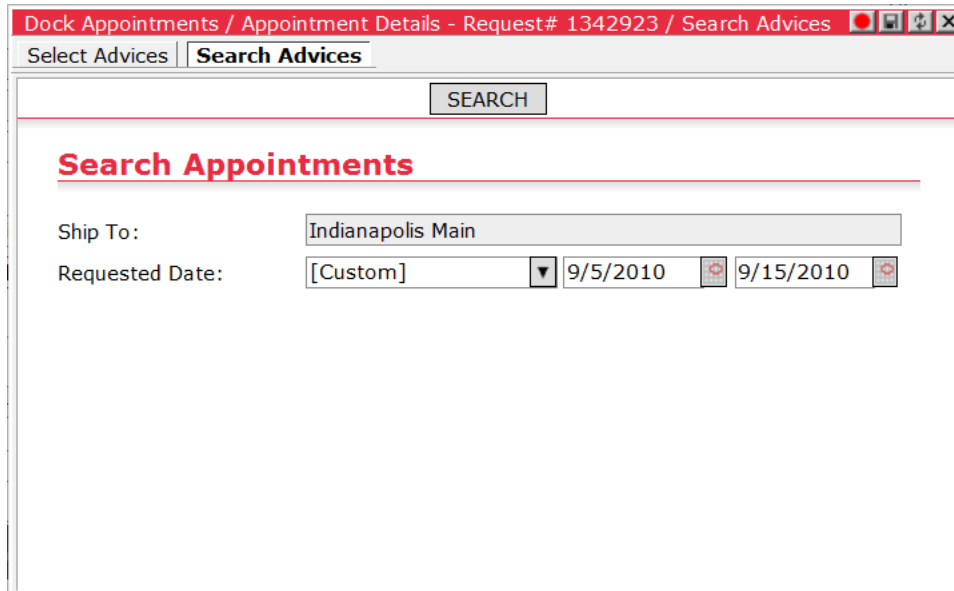 Dock Appointments / Appointment Details - Request# 1342923 / Search Advices
Select Advices Search Advices
SEARCH
Search Appointments
Ship To: Indianapolis Main
Requested Date: [Custom] 9/5/2010 9/15/2010